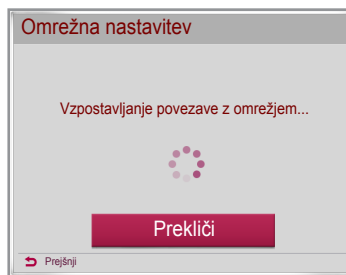 Omrežna nastavitev
Vzpostavljanje povezave z omrežjem...
Prekliči
Prejšnji